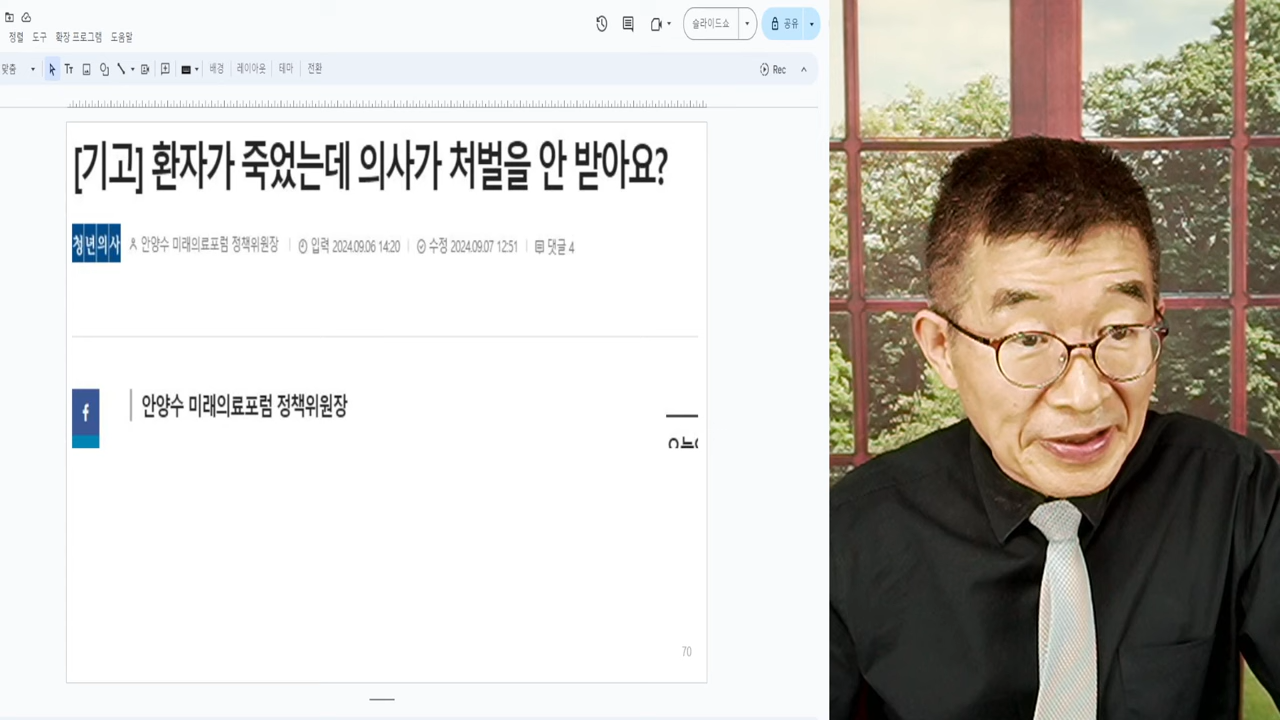 슬라이드쇼
공유
정렬 도구 확장 프로그램 도움말
맞춤 Tт 배경 레이아웃 테마 전환 Rec
[기고] 환자가 죽었는데 의사가 처벌을 안 받아요?
청년의사 안양수 미래의료포럼 정책위원장 입력 2024.09.06 14:20 수정 2024.09.07 12:51 댓글 4
f 안양수 미래의료포럼 정책위원장
70